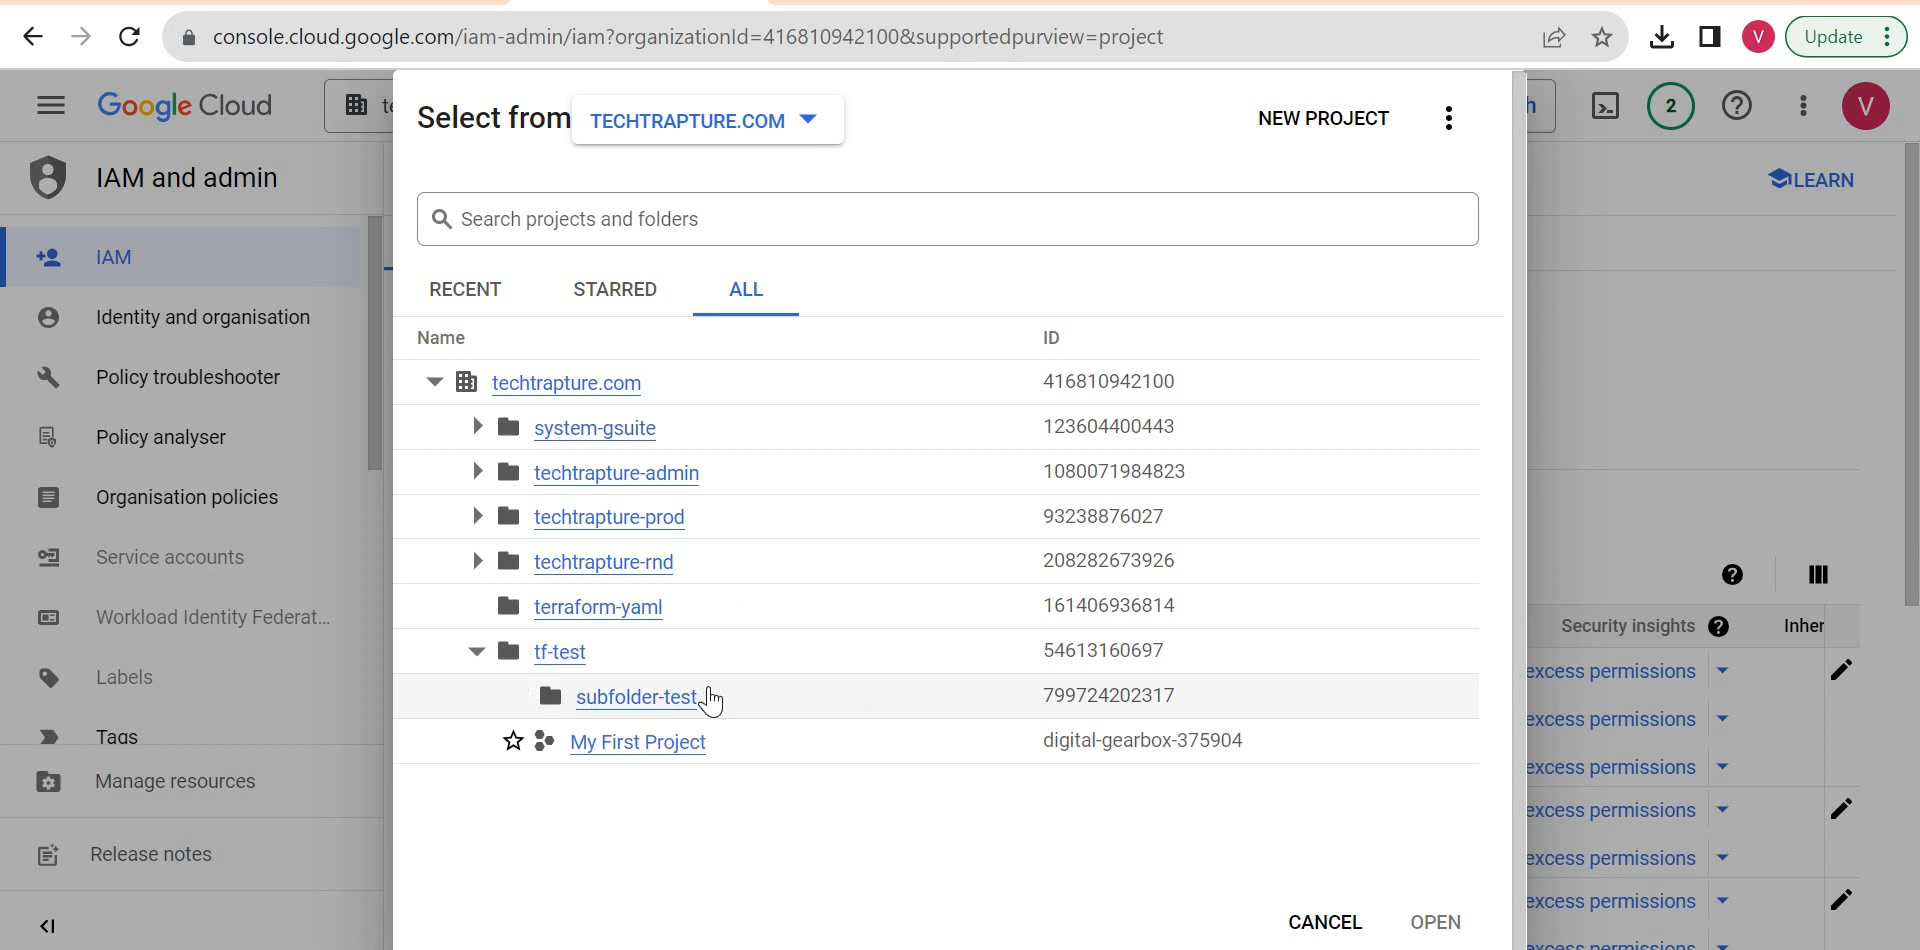 console.cloud.google.com/iam-admin/iam?organizationId=416810942100&supportedpurview=project
V
Update
Google Cloud
te
Select from
TECHTRAPTURE.COM
NEW PROJECT
h
2
V
IAM and admin
LEARN
Search projects and folders
IAM
RECENT
STARRED
ALL
Identity and organisation
Name
ID
Policy troubleshooter
techtrapture.com
416810942100
system-gsuite
123604400443
Policy analyser
techtrapture-admin
1080071984823
Organisation policies
techtrapture-prod
93238876027
Service accounts
techtrapture-rnd
208282673926
Workload Identity Federat...
terraform-yaml
161406936814
Security insights
Inher
tf-test
54613160697
Labels
excess permissions
subfolder-test
799724202317
excess permissions
Tags
My First Project
digital-gearbox-375904
excess permissions
Manage resources
excess permissions
Release notes
excess permissions
excess permissions
CANCEL
OPEN
excess permissions